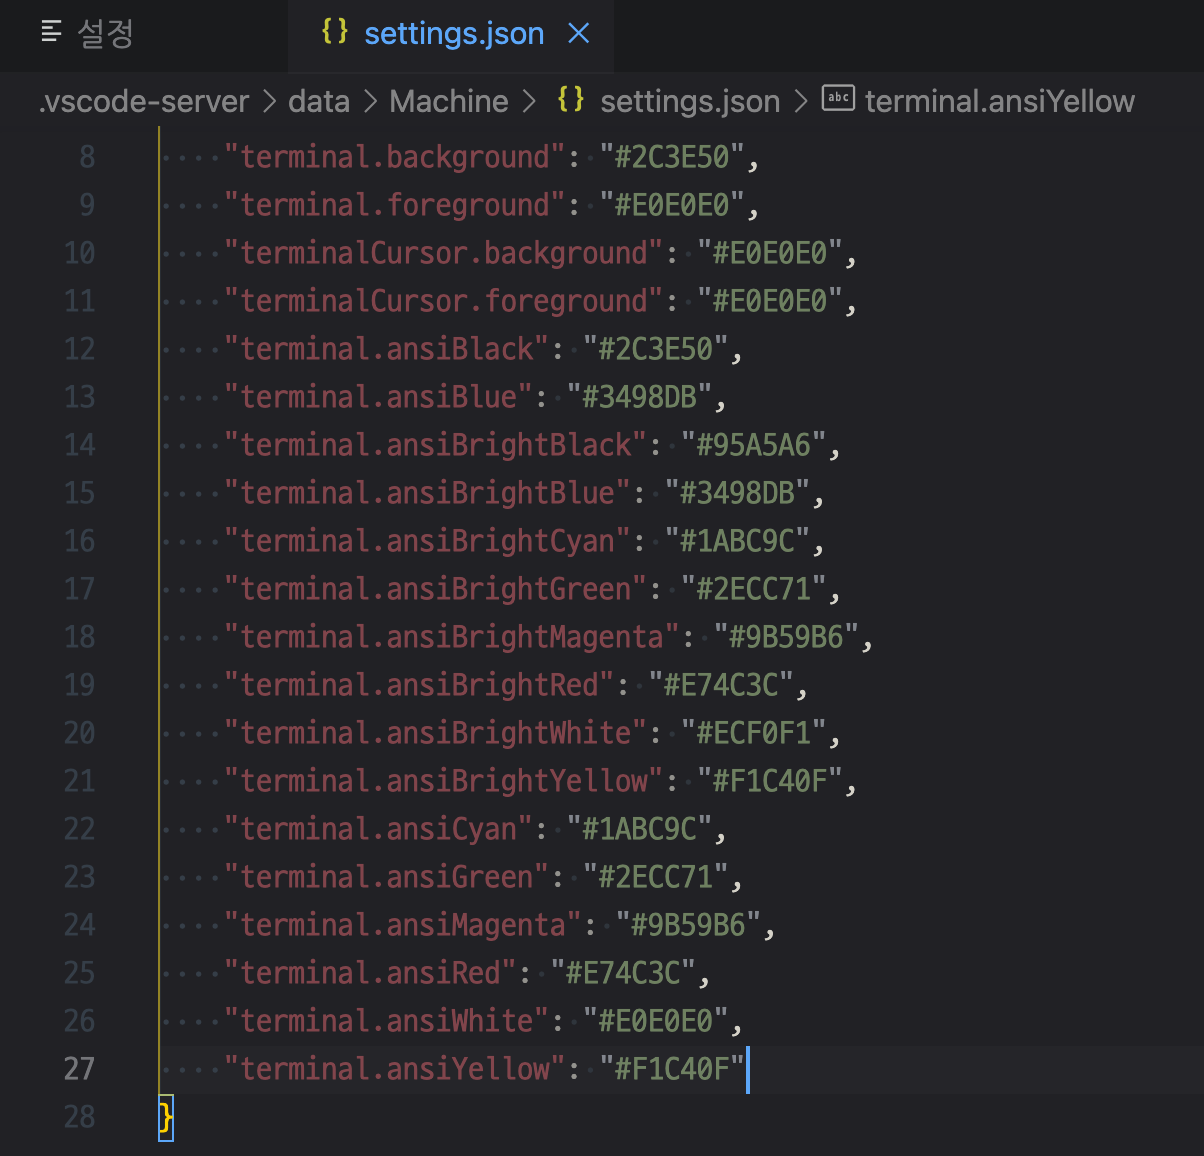 설정
{} settings.json ×
.vscode-server > data > Machine > {} settings.json > abc terminal.ansiYellow
8 "terminal.background": "#2C3E50",
9 "terminal.foreground": "#E0E0E0",
10 "terminalCursor.background": "#E0E0E0",
11 "terminalCursor.foreground": "#E0E0E0",
12 "terminal.ansiBlack": "#2C3E50",
13 "terminal.ansiBlue": "#3498DB",
14 "terminal.ansiBrightBlack": "#95A5A6",
15 "terminal.ansiBrightBlue": "#3498DB",
16 "terminal.ansiBrightCyan": "#1ABC9C",
17 "terminal.ansiBrightGreen": "#2ECC71",
18 "terminal.ansiBrightMagenta": "#9B59B6",
19 "terminal.ansiBrightRed": "#E74C3C",
20 "terminal.ansiBrightWhite": "#ECF0F1",
21 "terminal.ansiBrightYellow": "#F1C40F",
22 "terminal.ansiCyan": "#1ABC9C",
23 "terminal.ansiGreen": "#2ECC71",
24 "terminal.ansiMagenta": "#9B59B6",
25 "terminal.ansiRed": "#E74C3C",
26 "terminal.ansiWhite": "#E0E0E0",
27 "terminal.ansiYellow": "#F1C40F"
28 }